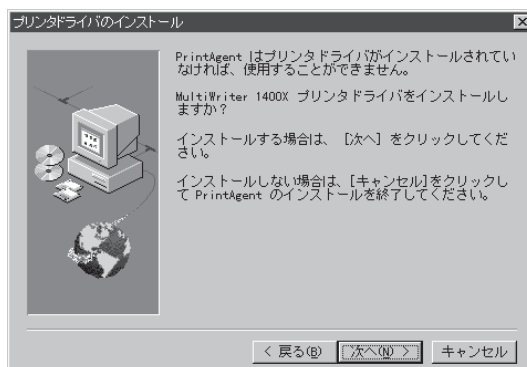 プリンタドライバのインストール
PrintAgent はプリンタドライバがインストールされてい
なければ、使用することができません。
MultiWriter 1400X プリンタドライバをインストールし
ますか？
インストールする場合は、［次へ］をクリックしてくだ
さい。
インストールしない場合は、[キャンセル]をクリックし
て PrintAgent のインストールを終了してください。
< 戻る(B) 次へ(N) > キャンセル